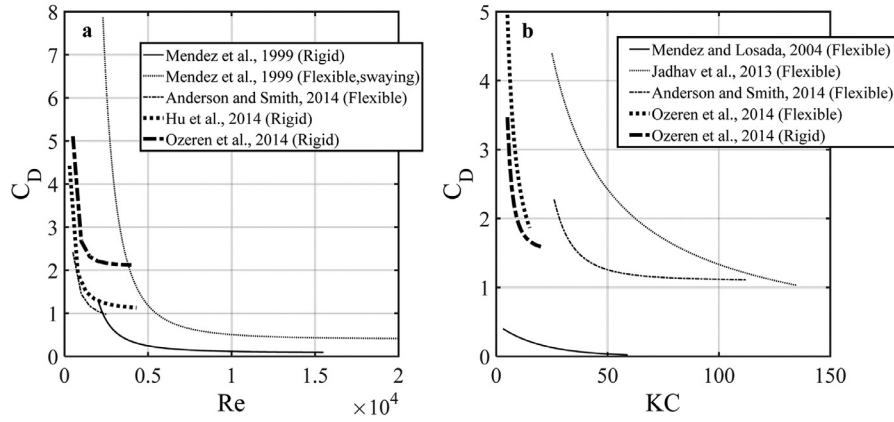 a
8
7
6
5
4
3
2
1
0
C_D
Mendez et al., 1999 (Rigid)
Mendez et al., 1999 (Flexible,swaying)
Anderson and Smith, 2014 (Flexible)
Hu et al., 2014 (Rigid)
Ozeren et al., 2014 (Rigid)
0 0.5 1 1.5 2
Re
×10^4
b
5
4
3
2
1
0
C_D
Mendez and Losada, 2004 (Flexible)
Jadhav et al., 2013 (Flexible)
Anderson and Smith, 2014 (Flexible)
Ozeren et al., 2014 (Flexible)
Ozeren et al., 2014 (Rigid)
0 50 100 150
KC